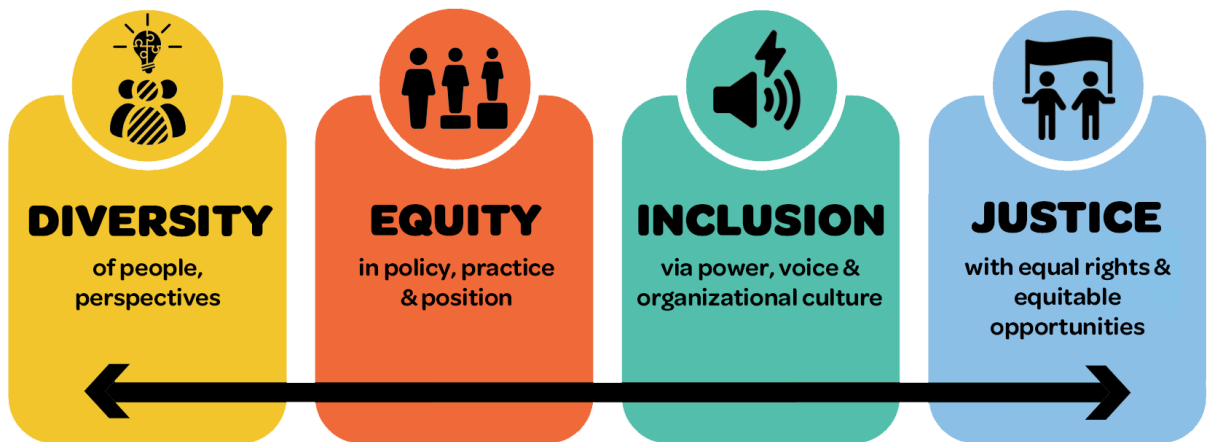 DIVERSITY
of people,
perspectives
EQUITY
in policy, practice
& position
INCLUSION
via power, voice &
organizational culture
JUSTICE
with equal rights &
equitable
opportunities